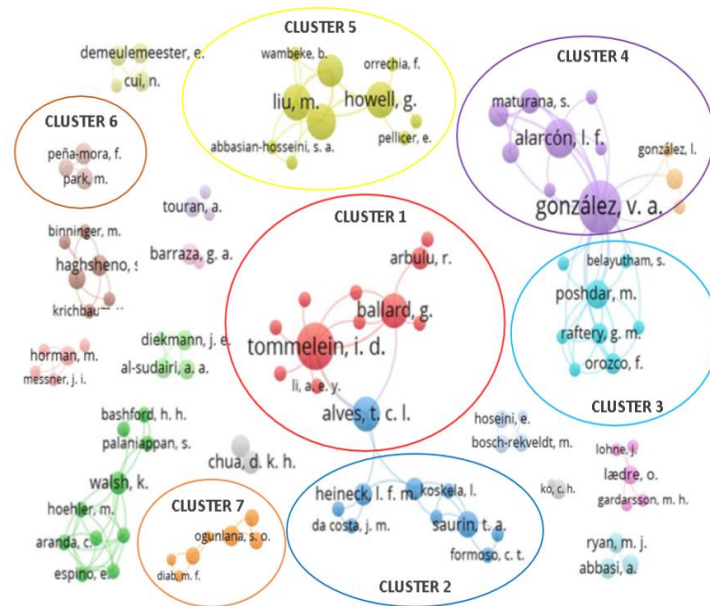 CLUSTER 5
CLUSTER 4
demeulemeester, e.
cui, n.
wambeke, b.
orrechia, f.
liu, m.
howell, g.
abbasian-hosseini, s. a.
pellicer, e.
maturana, s.
alarcón, l. f.
gonzález, l.
gonzález, v. a.
CLUSTER 6
peña-mora, f.
park, m.
touran, a.
CLUSTER 1
binninger, m.
haghsheno, s
krichbau
barraza, g. a.
arbulu, r.
ballard, g.
tommelein, i. d.
li, a. e. y.
alves, t. c. l.
belayutham, s.
poshdar, m.
raftery, g. m.
orozco, f.
CLUSTER 3
horman, m.
messner, j. i.
diekmann, j. e.
al-sudairi, a. a.
bashford, h. h.
palaniappan, s.
walsh, k.
hoehler, m.
aranda, c.
espino, e.
chua, d. k. h.
hoseini, e.
bosch-rekveldt, m.
lohne, j.
lædre, o.
gardarsson, m. h.
ko, c. h.
ryan, m. j.
abbasi, a.
CLUSTER 7
ogunlana, s. o.
diab, m. f.
heineck, l. f. m.
koskela, l.
da costa, j. m.
saurin, t. a.
formoso, c. t.
CLUSTER 2